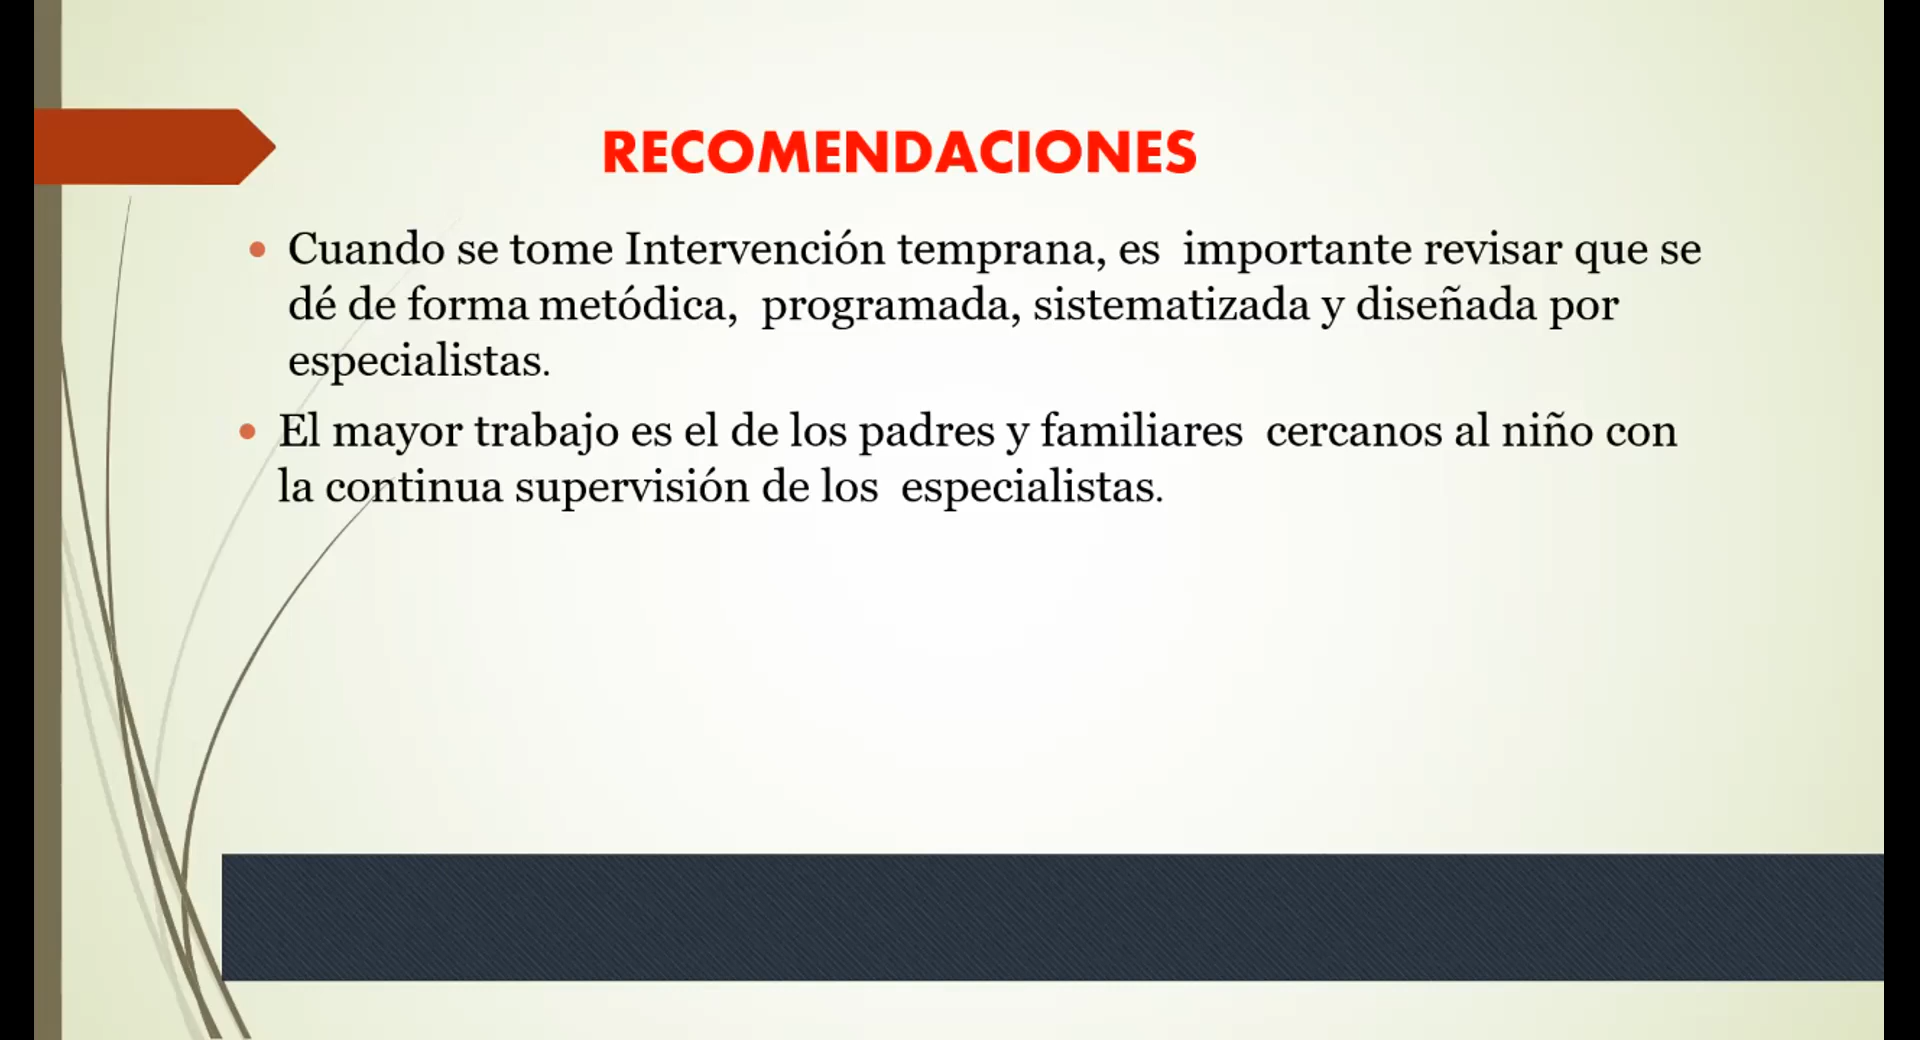 RECOMENDACIONES
Cuando se tome Intervención temprana, es importante revisar que se
dé de forma metódica, programada, sistematizada y diseñada por
especialistas.
El mayor trabajo es el de los padres y familiares cercanos al niño con
la continua supervisión de los especialistas.